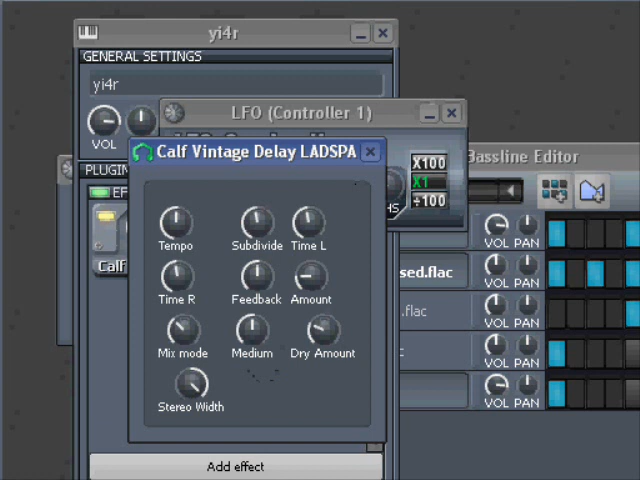 yi4r
GENERAL SETTINGS
yi4r
VOL
LFO (Controller 1)
X100
X1
÷100
Calf Vintage Delay LADSPA
Bassline Editor
PLUGIN
Calf
Tempo
Subdivide
Time L
Time R
Feedback
Amount
Mix mode
Medium
Dry Amount
Stereo Width
Add effect
VOL PAN
sed.flac
VOL PAN
.flac
VOL PAN
VOL PAN
VOL PAN